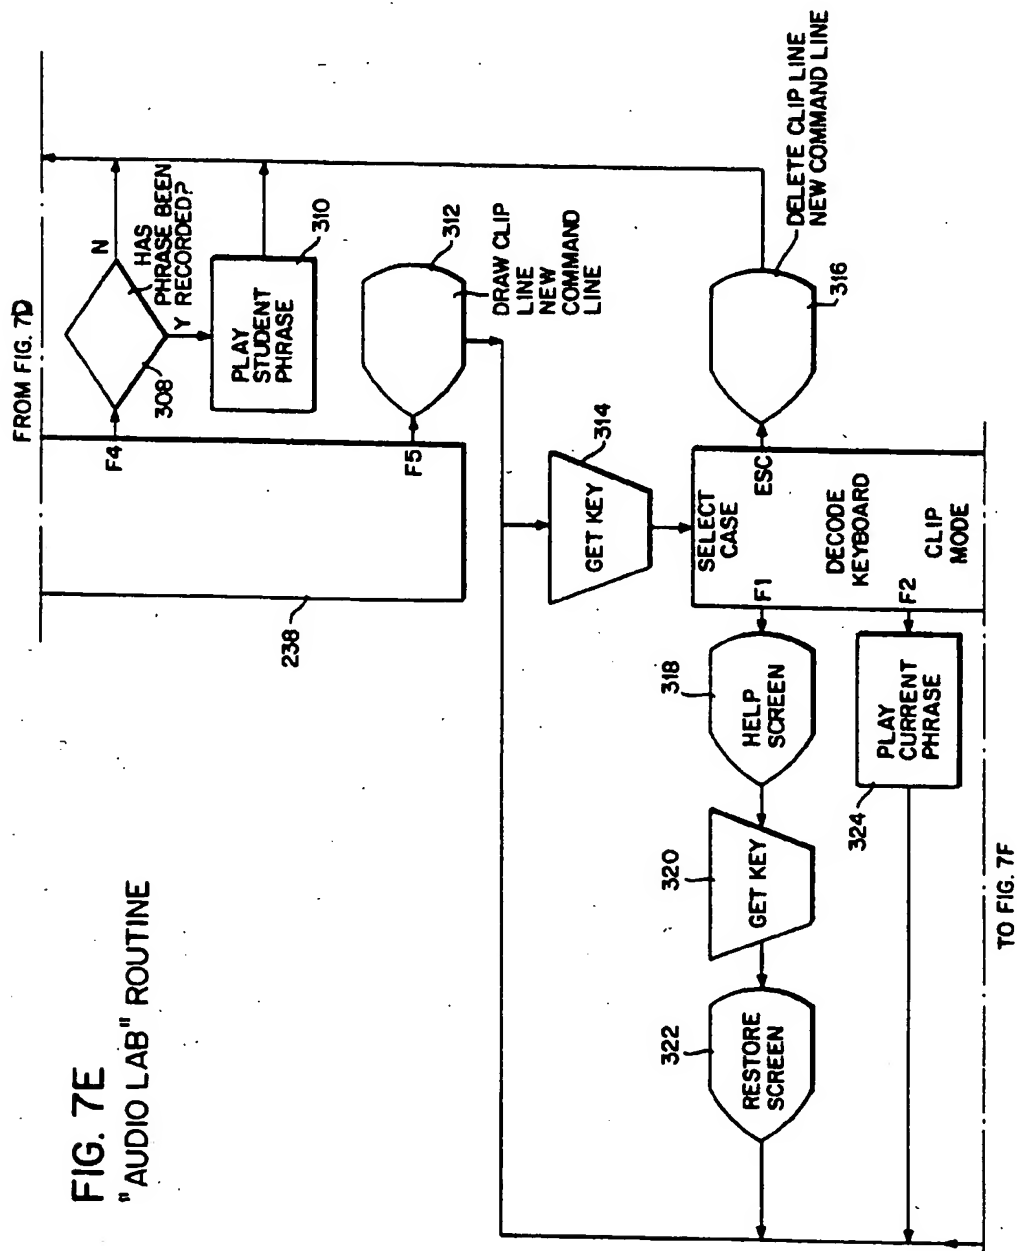 FIG. 7E
"AUDIO LAB" ROUTINE
FROM FIG. 7D
238
F4
308
N
HAS
PHRASE BEEN
RECORDED?
Y
PLAY
STUDENT
PHRASE
310
F5
312
DRAW CLIP
LINE
NEW
COMMAND
LINE
GET KEY
314
SELECT
CASE
ESC
DECODE
KEYBOARD
CLIP
MODE
F1
F2
316
DELETE CLIP LINE
NEW COMMAND LINE
318
HELP
SCREEN
320
GET KEY
322
RESTORE
SCREEN
324
PLAY
CURRENT
PHRASE
TO FIG. 7F